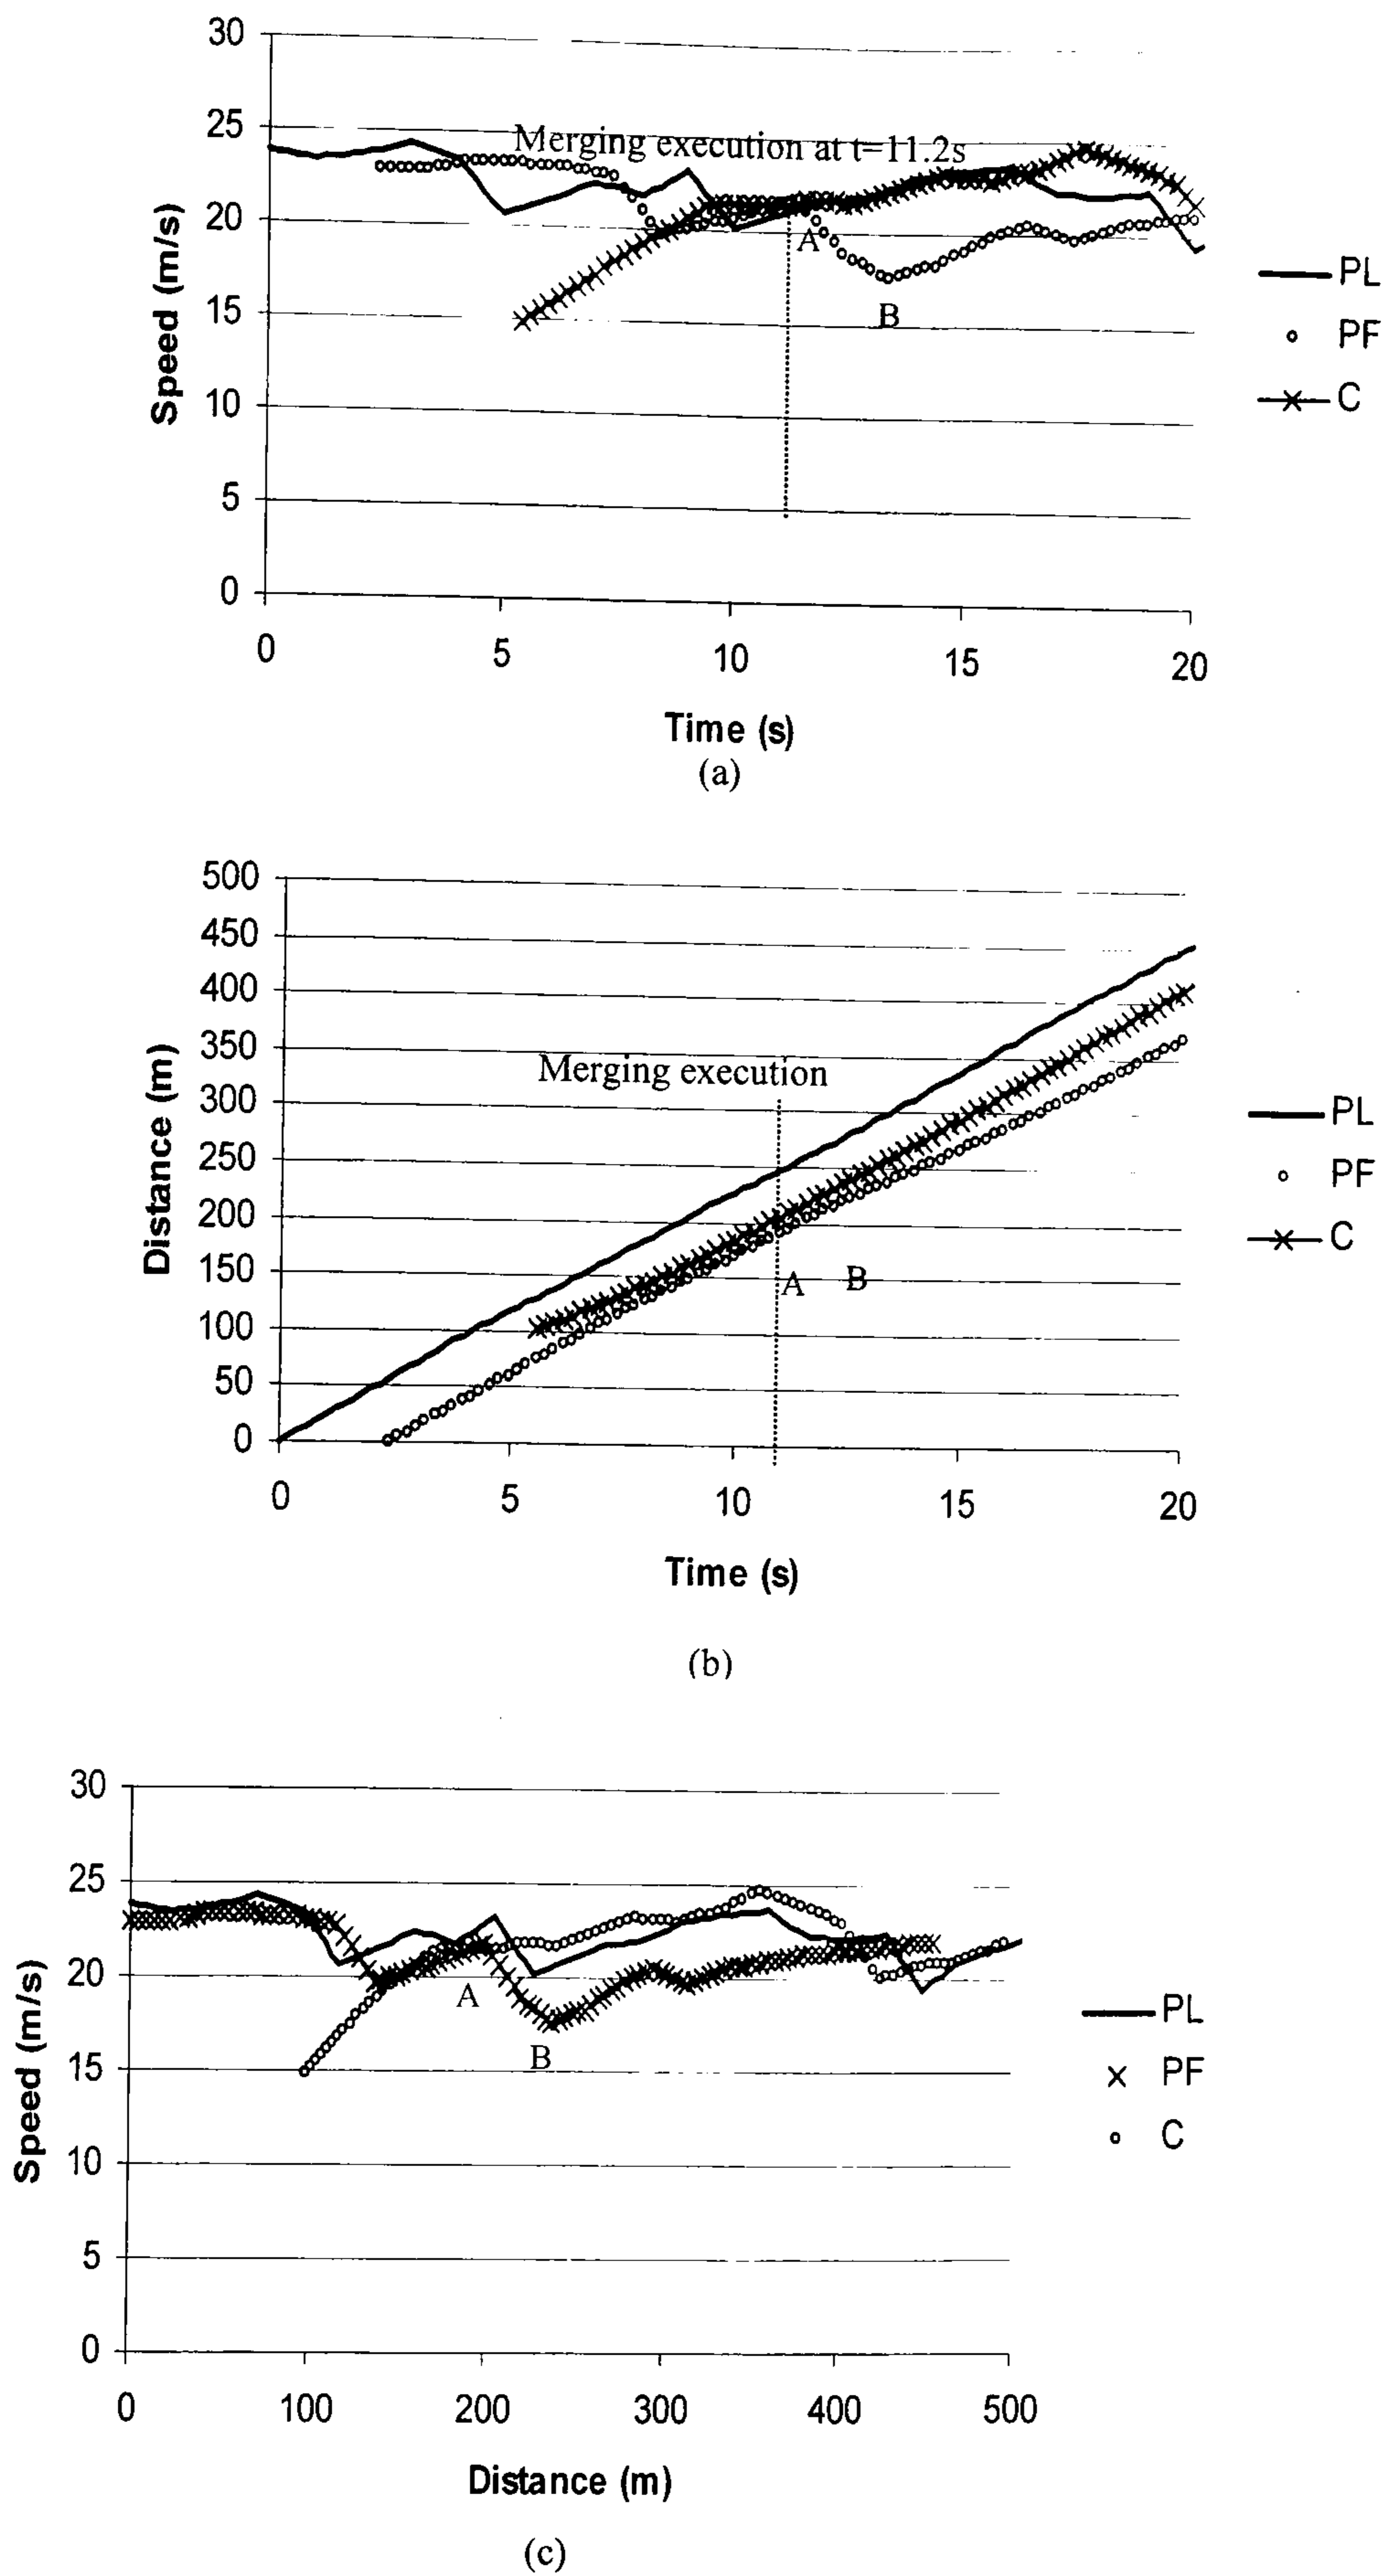 30
25
20
15
10
5
0
Speed (m/s)
Merging execution at t=11.2s
A
B
PL
PF
C
0 5 10 15 20
Time (s)
(a)
500
450
400
350
300
250
200
150
100
50
0
Distance (m)
Merging execution
A B
PL
PF
C
0 5 10 15 20
Time (s)
(b)
30
25
20
15
10
5
0
Speed (m/s)
A
B
PL
PF
C
0 100 200 300 400 500
Distance (m)
(c)